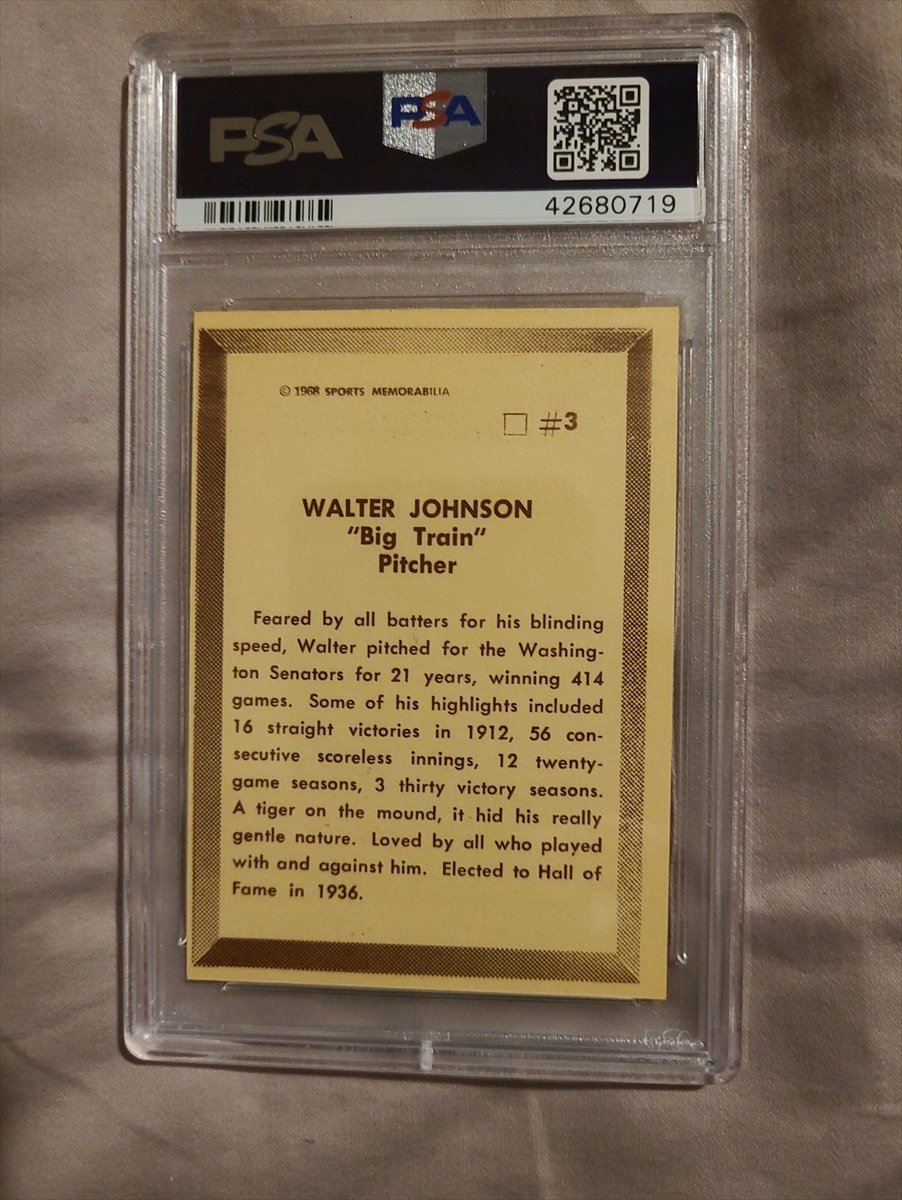 PSA PSA
42680719
© 1968 SPORTS MEMORABILIA
#3
WALTER JOHNSON
"Big Train"
Pitcher
Feared by all batters for his blinding
speed, Walter pitched for the Washing-
ton Senators for 21 years, winning 414
games. Some of his highlights included
16 straight victories in 1912, 56 con-
secutive scoreless innings, 12 twenty-
game seasons, 3 thirty victory seasons.
A tiger on the mound, it hid his really
gentle nature. Loved by all who played
with and against him. Elected to Hall of
Fame in 1936.